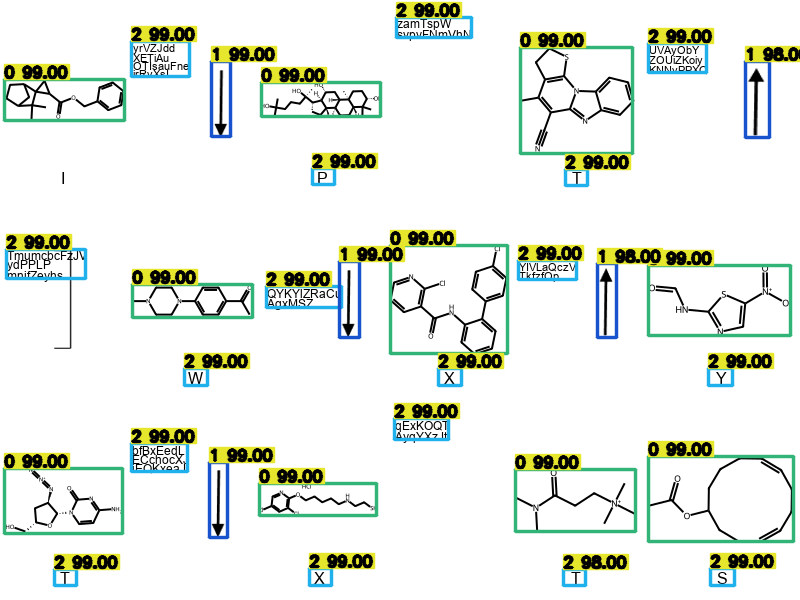 2 99.00
zamTspW
2 99.00
yrVZJdd
XETiAu
OTIsauFne
2 99.00
UVAyObY
ZOUiZKoiy
0 99.00
1 99.00
1 98.00
0 99.00
0 99.00
2 99.00
P
2 99.00
T
I
2 99.00
TmumcbcFzJV
ydPPLP
0 99.00
2 99.00
QYKYIZRaCu
AgxMSZ
1 99.00
0 99.00
2 99.00
YIVLaQczV
1 98.00
99.00
2 99.00
W
2 99.00
X
2 99.00
Y
2 99.00
qExKOQT
2 99.00
0 99.00
1 99.00
0 99.00
0 99.00
0 99.00
2 99.00
T
2 99.00
X
2 98.00
T
2 99.00
S